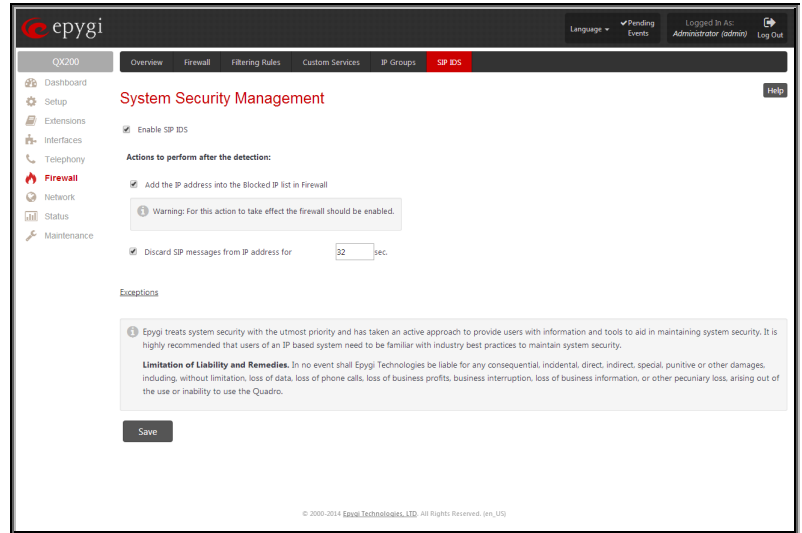 epygi
Language
Pending Events
Logged In As:
Administrator (admin)
Log Out
QX200
Overview
Firewall
Filtering Rules
Custom Services
IP Groups
SIP IDS
Dashboard
Setup
Extensions
Interfaces
Telephony
Firewall
Network
Status
Maintenance
System Security Management
Help
Enable SIP IDS
Actions to perform after the detection:
Add the IP address into the Blocked IP list in Firewall
Warning: For this action to take effect the firewall should be enabled.
Discard SIP messages from IP address for 32 sec.
Exceptions
Epygi treats system security with the utmost priority and has taken an active approach to provide users with information and tools to aid in maintaining system security. It is
highly recommended that users of an IP based system need to be familiar with industry best practices to maintain system security.
Limitation of Liability and Remedies. In no event shall Epygi Technologies be liable for any consequential, incidental, direct, indirect, special, punitive or other damages,
including, without limitation, loss of data, loss of phone calls, loss of business profits, business interruption, loss of business information, or other pecuniary loss, arising out of
the use or inability to use the Quadro.
Save
© 2000-2014 Epygi Technologies, LTD. All Rights Reserved. (en_US)